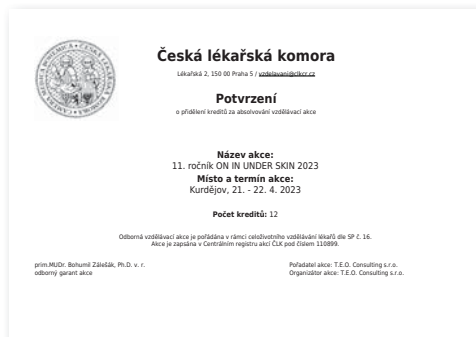 Česká lékařská komora
Lékařská 2, 150 00 Praha 5 / vzdelavani@clkcr.cz
Potvrzení
o přidělení kreditů za absolvování vzdělávací akce
Název akce:
11. ročník ON IN UNDER SKIN 2023
Místo a termín akce:
Kurdějov, 21. - 22. 4. 2023
Počet kreditů: 12
Odborná vzdělávací akce je pořádána v rámci celoživotního vzdělávání lékařů dle SP č. 16.
Akce je zapsána v Centrálním registru akcí ČLK pod číslem 110899.
prim.MUDr. Bohumil Zálešák, Ph.D. v. r.
odborný garant akce
Pořadatel akce: T.E.O. Consulting s.r.o.
Organizátor akce: T.E.O. Consulting s.r.o.